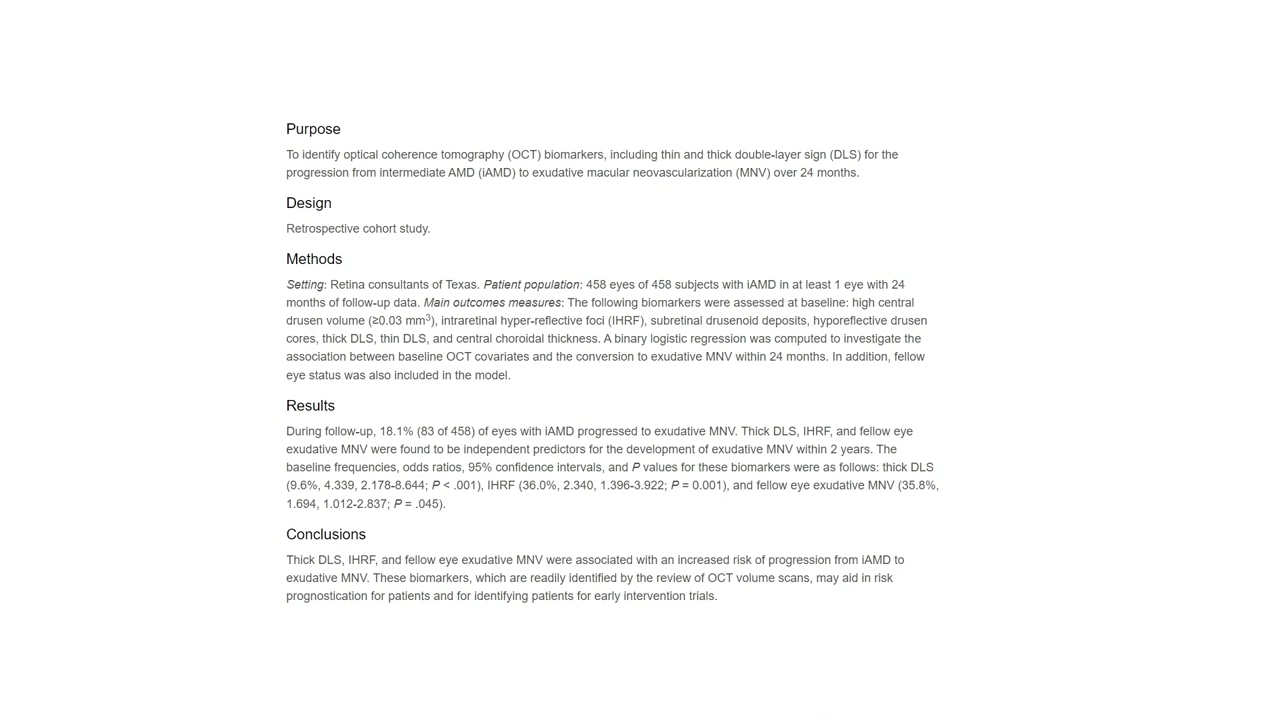 Purpose
To identify optical coherence tomography (OCT) biomarkers, including thin and thick double-layer sign (DLS) for the
progression from intermediate AMD (iAMD) to exudative macular neovascularization (MNV) over 24 months.
Design
Retrospective cohort study.
Methods
Setting: Retina consultants of Texas. Patient population: 458 eyes of 458 subjects with iAMD in at least 1 eye with 24
months of follow-up data. Main outcomes measures: The following biomarkers were assessed at baseline: high central
drusen volume (≥0.03 mm³), intraretinal hyper-reflective foci (IHRF), subretinal drusenoid deposits, hyporeflective drusen
cores, thick DLS, thin DLS, and central choroidal thickness. A binary logistic regression was computed to investigate the
association between baseline OCT covariates and the conversion to exudative MNV within 24 months. In addition, fellow
eye status was also included in the model.
Results
During follow-up, 18.1% (83 of 458) of eyes with iAMD progressed to exudative MNV. Thick DLS, IHRF, and fellow eye
exudative MNV were found to be independent predictors for the development of exudative MNV within 2 years. The
baseline frequencies, odds ratios, 95% confidence intervals, and P values for these biomarkers were as follows: thick DLS
(9.6%, 4.339, 2.178-8.644; P < .001), IHRF (36.0%, 2.340, 1.396-3.922; P = 0.001), and fellow eye exudative MNV (35.8%,
1.694, 1.012-2.837; P = .045).
Conclusions
Thick DLS, IHRF, and fellow eye exudative MNV were associated with an increased risk of progression from iAMD to
exudative MNV. These biomarkers, which are readily identified by the review of OCT volume scans, may aid in risk
prognostication for patients and for identifying patients for early intervention trials.